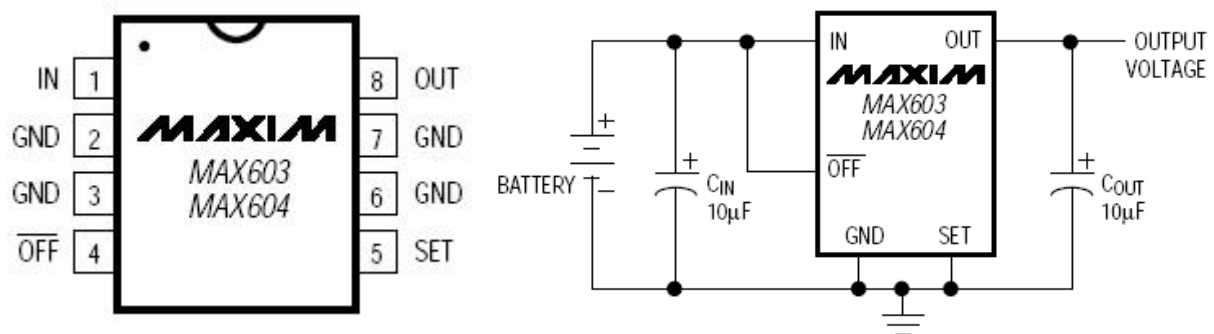 IN 1
GND 2
GND 3
OFF 4
MAXIM
MAX603
MAX604
8 OUT
7 GND
6 GND
5 SET
IN
OUT
MAXIM
MAX603
MAX604
OFF
GND
SET
OUTPUT
VOLTAGE
+
−
BATTERY
−
+
CIN
10µF
+
COUT
10µF